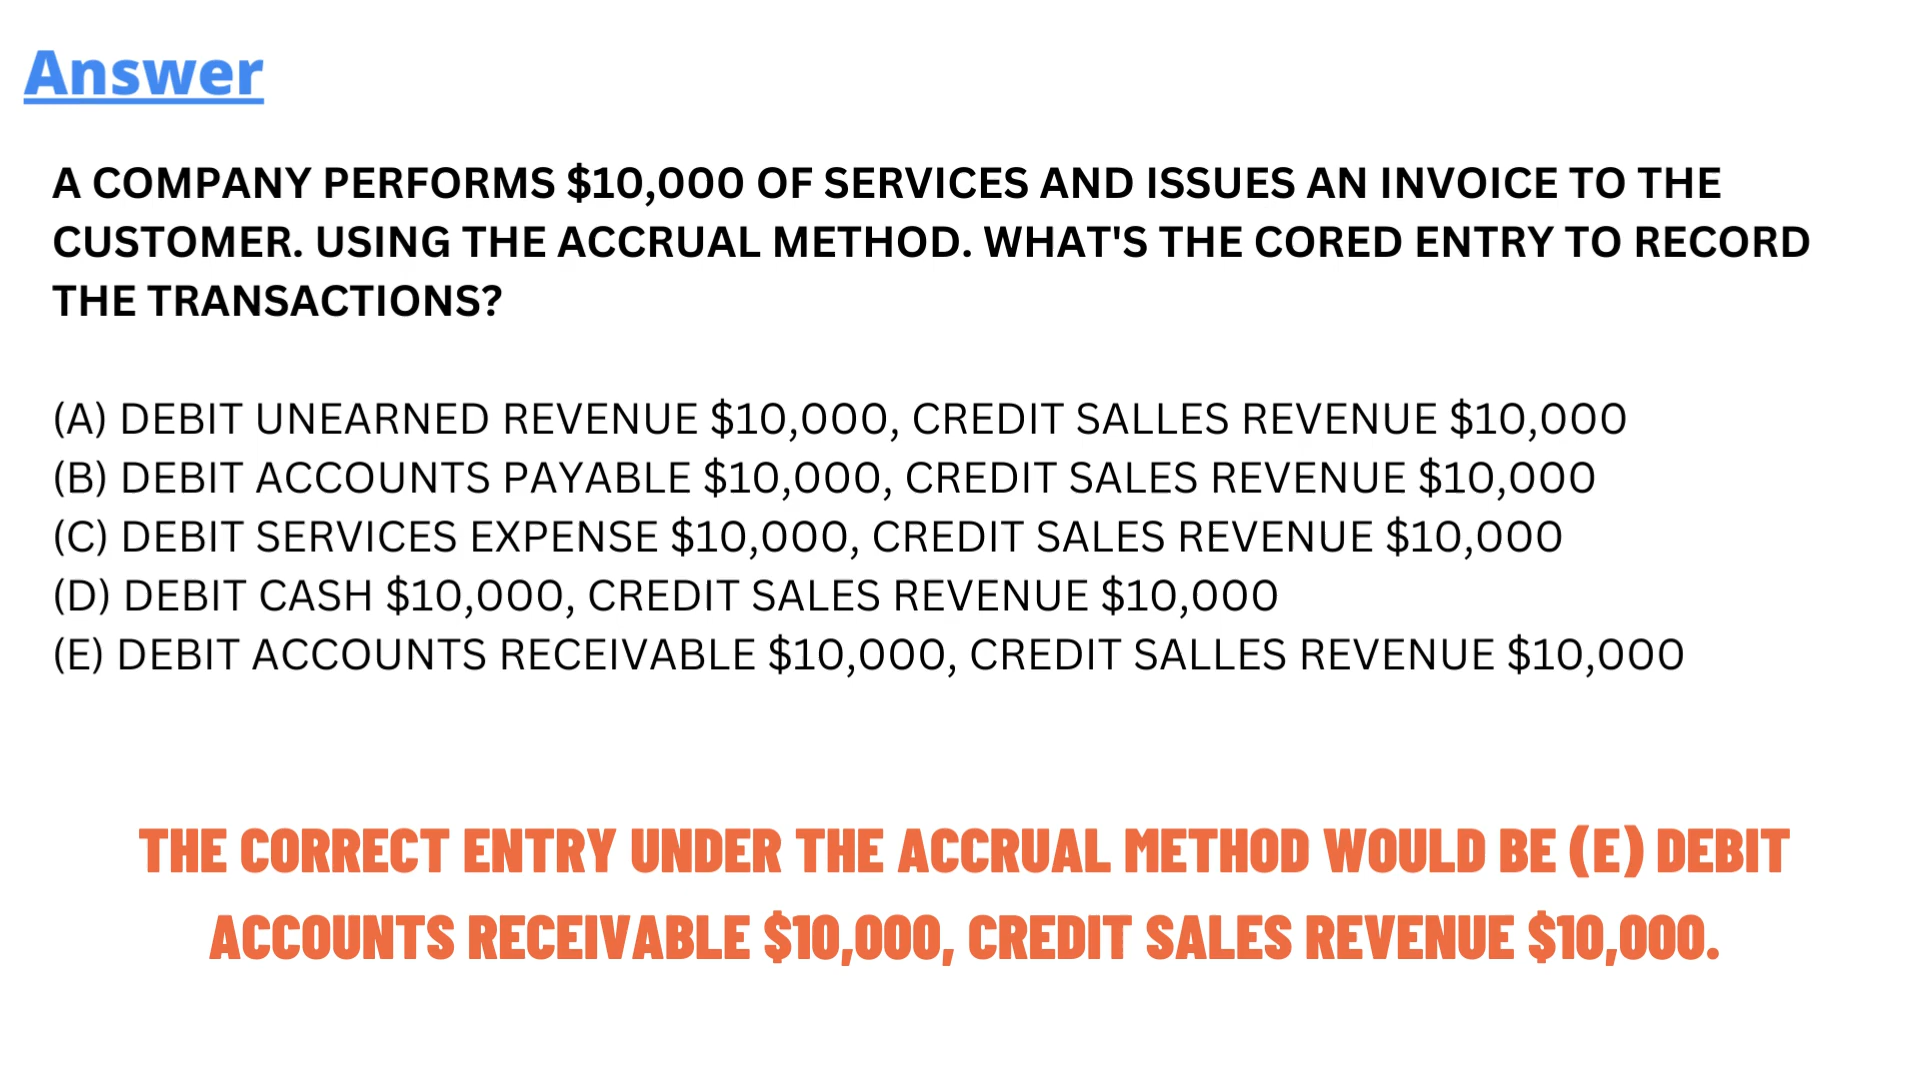 Answer
A COMPANY PERFORMS $10,000 OF SERVICES AND ISSUES AN INVOICE TO THE
CUSTOMER. USING THE ACCRUAL METHOD. WHAT'S THE CORED ENTRY TO RECORD
THE TRANSACTIONS?
(A) DEBIT UNEARNED REVENUE $10,000, CREDIT SALLES REVENUE $10,000
(B) DEBIT ACCOUNTS PAYABLE $10,000, CREDIT SALES REVENUE $10,000
(C) DEBIT SERVICES EXPENSE $10,000, CREDIT SALES REVENUE $10,000
(D) DEBIT CASH $10,000, CREDIT SALES REVENUE $10,000
(E) DEBIT ACCOUNTS RECEIVABLE $10,000, CREDIT SALLES REVENUE $10,000
THE CORRECT ENTRY UNDER THE ACCRUAL METHOD WOULD BE (E) DEBIT
ACCOUNTS RECEIVABLE $10,000, CREDIT SALES REVENUE $10,000.